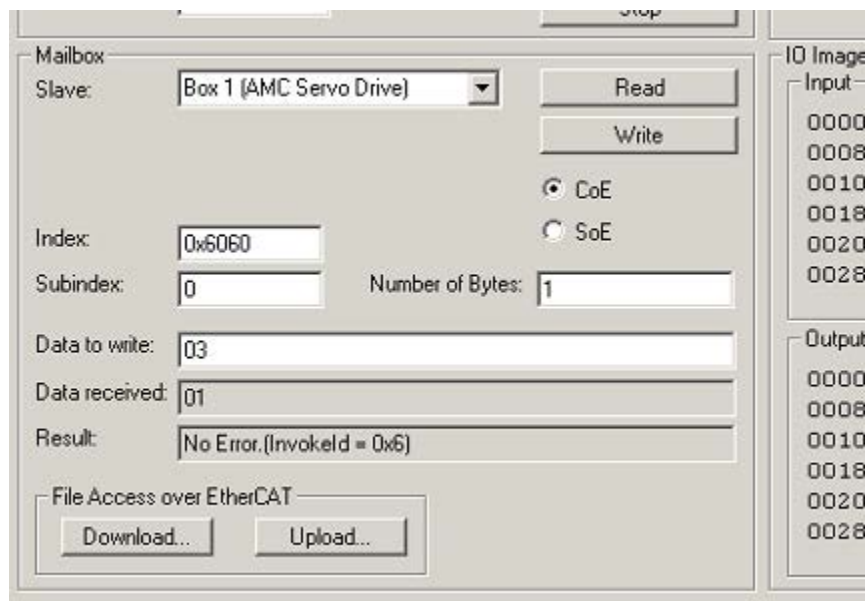 Stop
Mailbox
Slave:
Box 1 (AMC Servo Drive)
Read
Write
CoE
SoE
Index:
0x6060
Subindex:
0
Number of Bytes:
1
Data to write:
03
Data received:
01
Result:
No Error.(InvokeId = 0x6)
File Access over EtherCAT
Download...
Upload...
IO Image
Input
0000
0008
0010
0018
0020
0028
Output
0000
0008
0010
0018
0020
0028